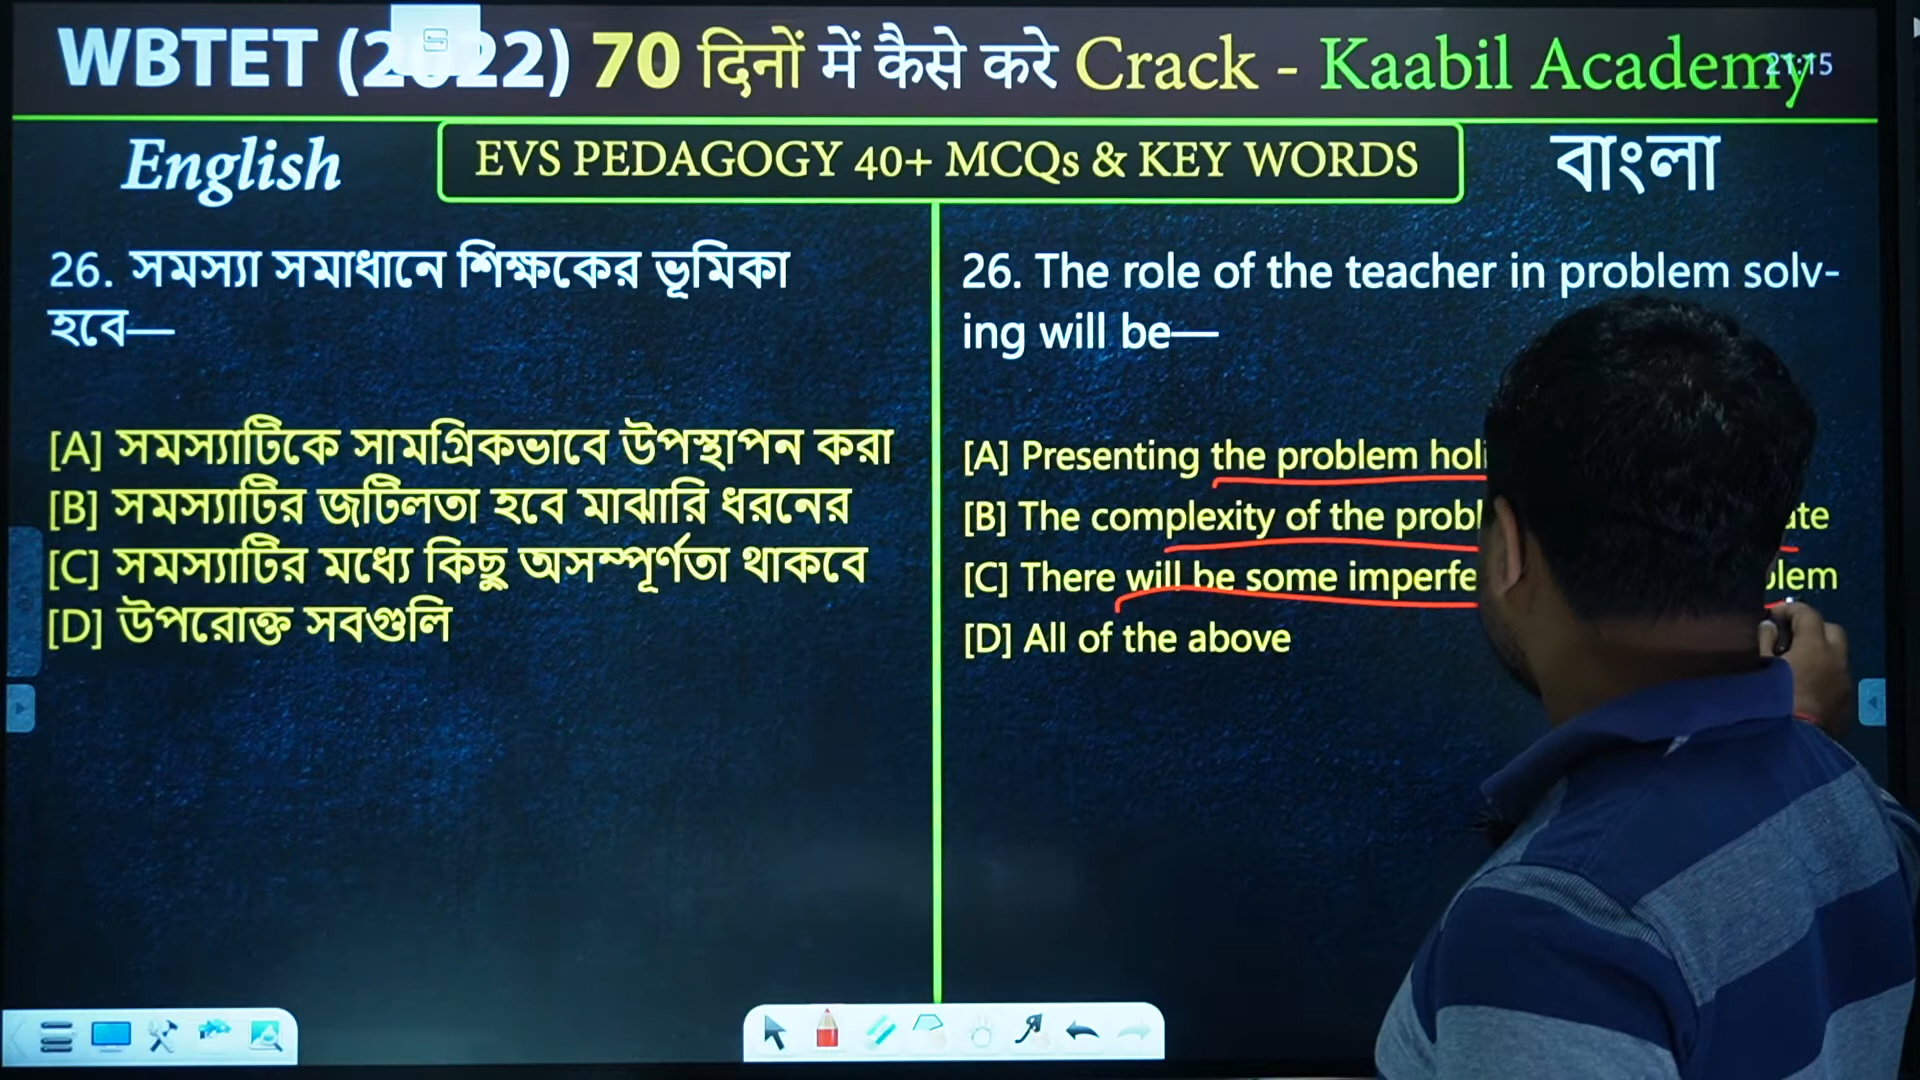 WBTET (2022) 70 दिनों में कैसे करे Crack - Kaabil Academy
21:15
English
EVS PEDAGOGY 40+ MCQs & KEY WORDS
বাংলা
26. সমস্যা সমাধানে শিক্ষকের ভূমিকা
হবে—
[A] সমস্যাটিকে সামগ্রিকভাবে উপস্থাপন করা
[B] সমস্যাটির জটিলতা হবে মাঝারি ধরনের
[C] সমস্যাটির মধ্যে কিছু অসম্পূর্ণতা থাকবে
[D] উপরোক্ত সবগুলি
26. The role of the teacher in problem solv-
ing will be—
[A] Presenting the problem
[B] The complexity of the
[C] There will be some
[D] All of the above